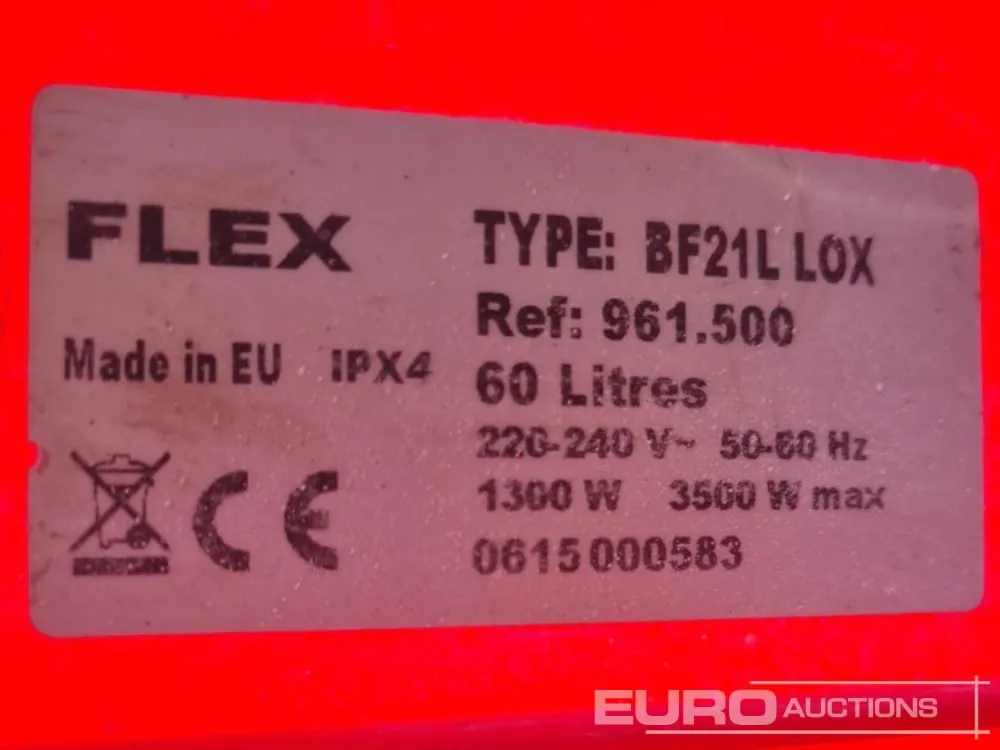 FLEX
Made in EU IPX4
CE
TYPE: BF21L LOX
Ref: 961.500
60 Litres
220-240 V~ 50-60 Hz
1300 W 3500 W max
0615000583
EURO AUCTIONS